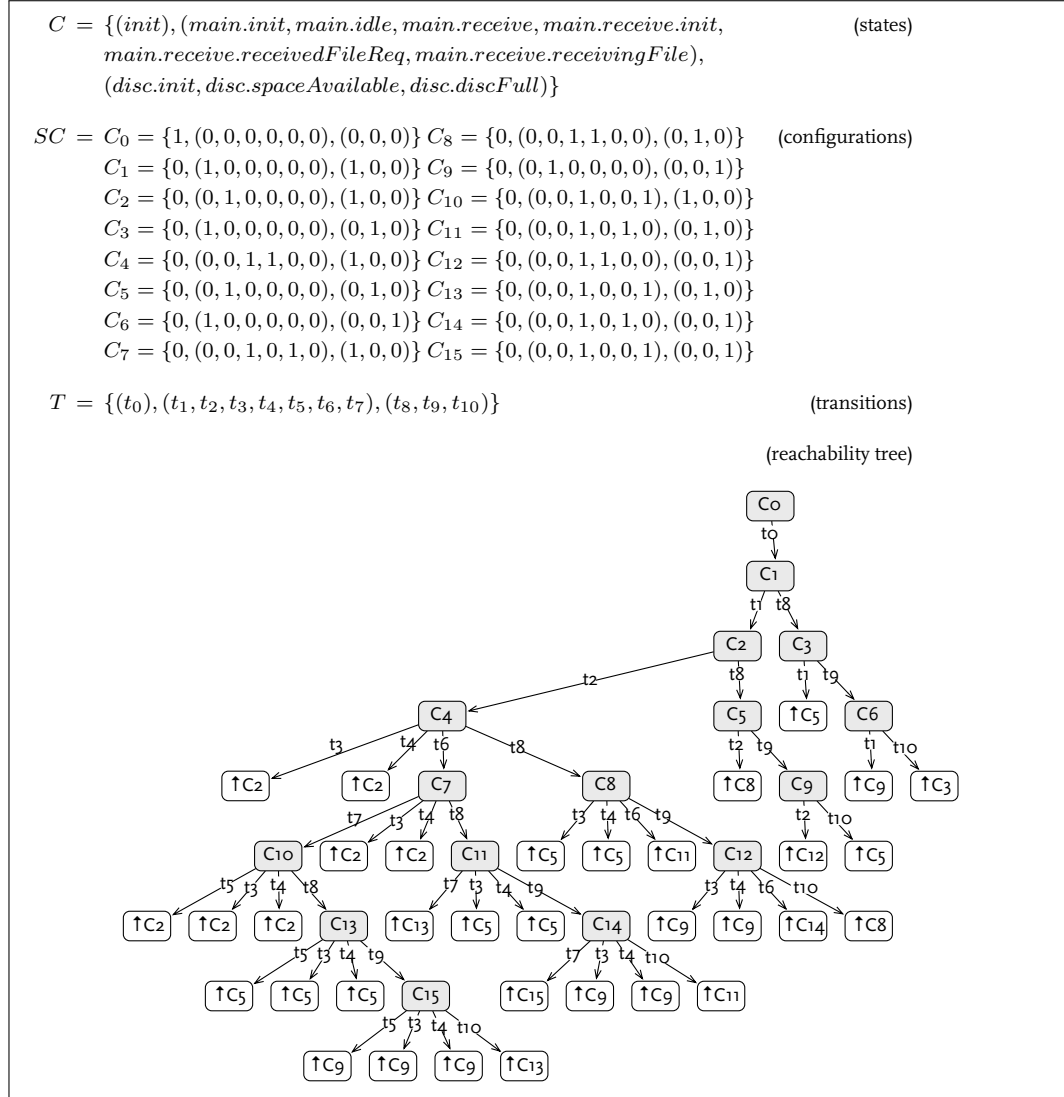 C = {(init), (main.init, main.idle, main.receive, main.receive.init, (states)
main.receive.receivedFileReq, main.receive.receivingFile),
(disc.init, disc.spaceAvailable, disc.discFull)}
SC = C₀ = {1, (0, 0, 0, 0, 0, 0), (0, 0, 0)} C₈ = {0, (0, 0, 1, 1, 0, 0), (0, 1, 0)} (configurations)
C₁ = {0, (1, 0, 0, 0, 0, 0), (1, 0, 0)} C₉ = {0, (0, 1, 0, 0, 0, 0), (0, 0, 1)}
C₂ = {0, (0, 1, 0, 0, 0, 0), (1, 0, 0)} C₁₀ = {0, (0, 0, 1, 0, 0, 1), (1, 0, 0)}
C₃ = {0, (1, 0, 0, 0, 0, 0), (0, 1, 0)} C₁₁ = {0, (0, 0, 1, 0, 1, 0), (0, 1, 0)}
C₄ = {0, (0, 0, 1, 1, 0, 0), (1, 0, 0)} C₁₂ = {0, (0, 0, 1, 1, 0, 0), (0, 0, 1)}
C₅ = {0, (0, 1, 0, 0, 0, 0), (0, 1, 0)} C₁₃ = {0, (0, 0, 1, 0, 0, 1), (0, 1, 0)}
C₆ = {0, (1, 0, 0, 0, 0, 0), (0, 0, 1)} C₁₄ = {0, (0, 0, 1, 0, 1, 0), (0, 0, 1)}
C₇ = {0, (0, 0, 1, 0, 1, 0), (1, 0, 0)} C₁₅ = {0, (0, 0, 1, 0, 0, 1), (0, 0, 1)}
T = {(t₀), (t₁, t₂, t₃, t₄, t₅, t₆, t₇), (t₈, t₉, t₁₀)} (transitions)
(reachability tree)
C0
t0
C1
t1 t8
C2 C3
t2 t8 t1 t9
C4 C5 ↑C5 C6
t3 t4 t6 t8 t2 t9 t1 t10
↑C2 ↑C2 C7 C8 ↑C8 C9 ↑C9 ↑C3
t7 t3 t4 t8 t3 t4 t6 t9 t2 t10
C10 ↑C2 ↑C2 C11 ↑C5 ↑C5 ↑C11 C12 ↑C12 ↑C5
t5 t3 t4 t8 t7 t3 t4 t9 t3 t4 t6 t10
↑C2 ↑C2 ↑C2 C13 ↑C13 ↑C5 ↑C5 C14 ↑C9 ↑C9 ↑C14 ↑C8
t5 t3 t4 t9 t7 t3 t4 t10
↑C5 ↑C5 ↑C5 C15 ↑C15 ↑C9 ↑C9 ↑C11
t5 t3 t4 t10
↑C9 ↑C9 ↑C9 ↑C13